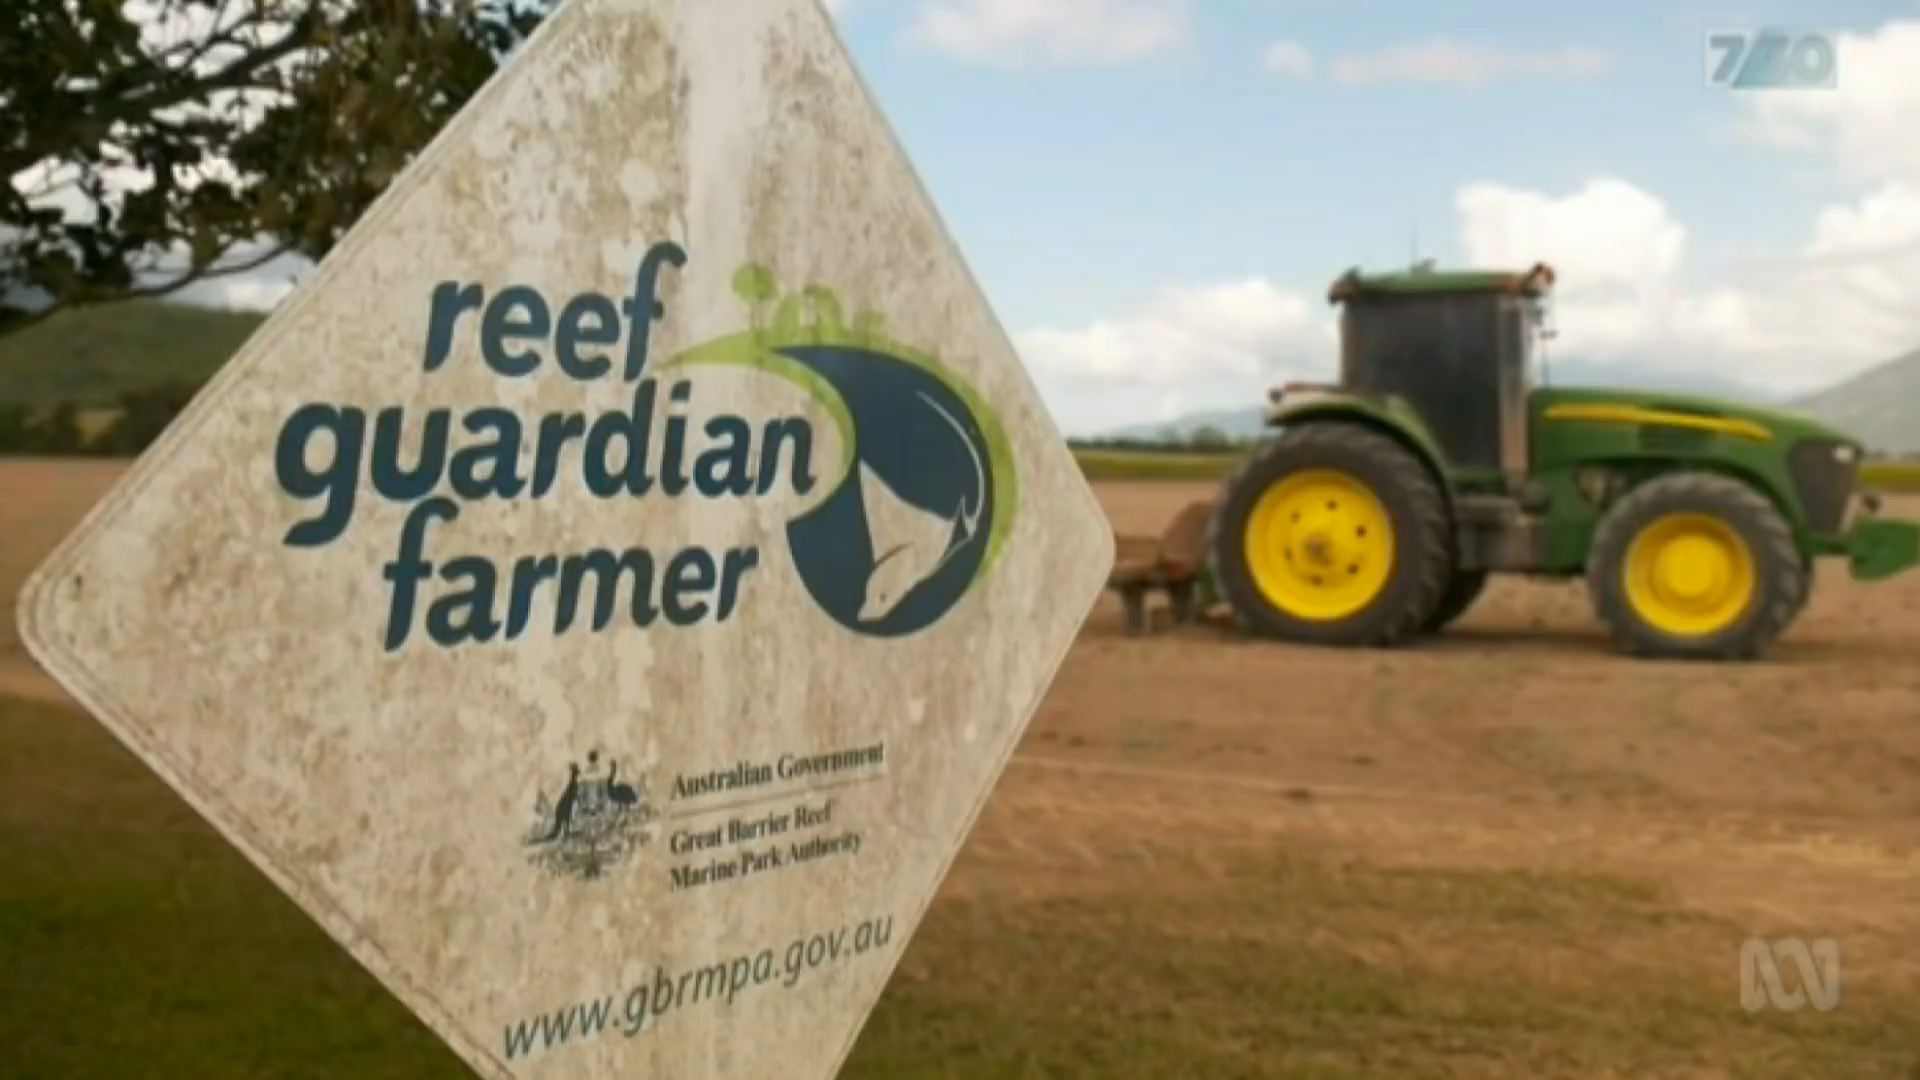 7.30
reef
guardian
farmer
Australian Government
Great Barrier Reef
Marine Park Authority
www.gbrmpa.gov.au